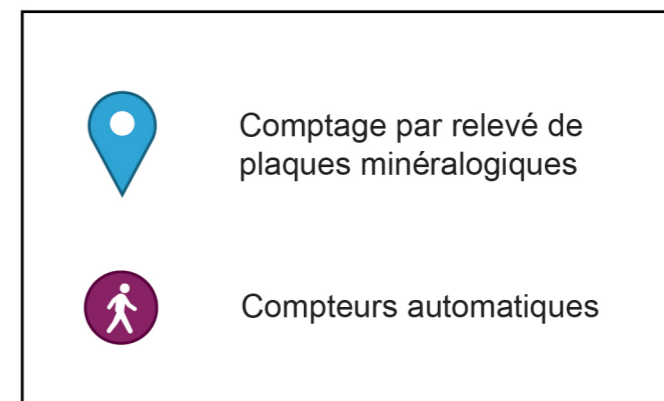 Comptage par relevé de
plaques minéralogiques
Compteurs automatiques